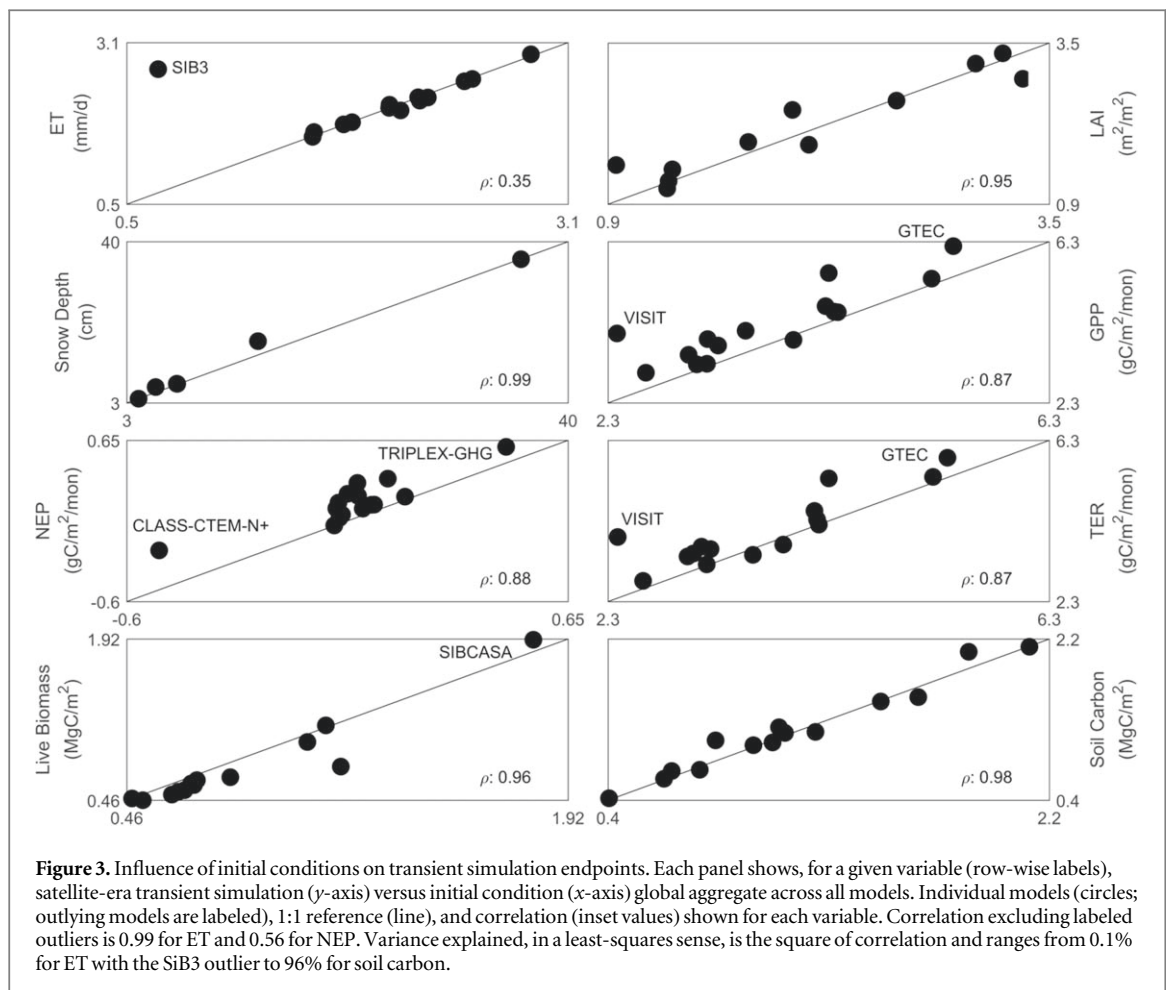 3.1
SIB3
ET
(mm/d)
ρ: 0.35
0.5
0.5
3.1
3.5
LAI
(m²/m²)
ρ: 0.95
0.9
0.9
3.5
40
Snow Depth
(cm)
ρ: 0.99
3
3
40
GTEC
6.3
VISIT
GPP
(gC/m²/mon)
ρ: 0.87
2.3
2.3
6.3
0.65
TRIPLEX-GHG
NEP
(gC/m²/mon)
CLASS-CTEM-N+
ρ: 0.88
-0.6
-0.6
0.65
6.3
GTEC
VISIT
TER
(gC/m²/mon)
ρ: 0.87
2.3
2.3
6.3
1.92
SIBCASA
Live Biomass
(MgC/m²)
ρ: 0.96
0.46
0.46
1.92
2.2
Soil Carbon
(MgC/m²)
ρ: 0.98
0.4
0.4
2.2
Figure 3. Influence of initial conditions on transient simulation endpoints. Each panel shows, for a given variable (row-wise labels),
satellite-era transient simulation (y-axis) versus initial condition (x-axis) global aggregate across all models. Individual models (circles;
outlying models are labeled), 1:1 reference (line), and correlation (inset values) shown for each variable. Correlation excluding labeled
outliers is 0.99 for ET and 0.56 for NEP. Variance explained, in a least-squares sense, is the square of correlation and ranges from 0.1%
for ET with the SiB3 outlier to 96% for soil carbon.